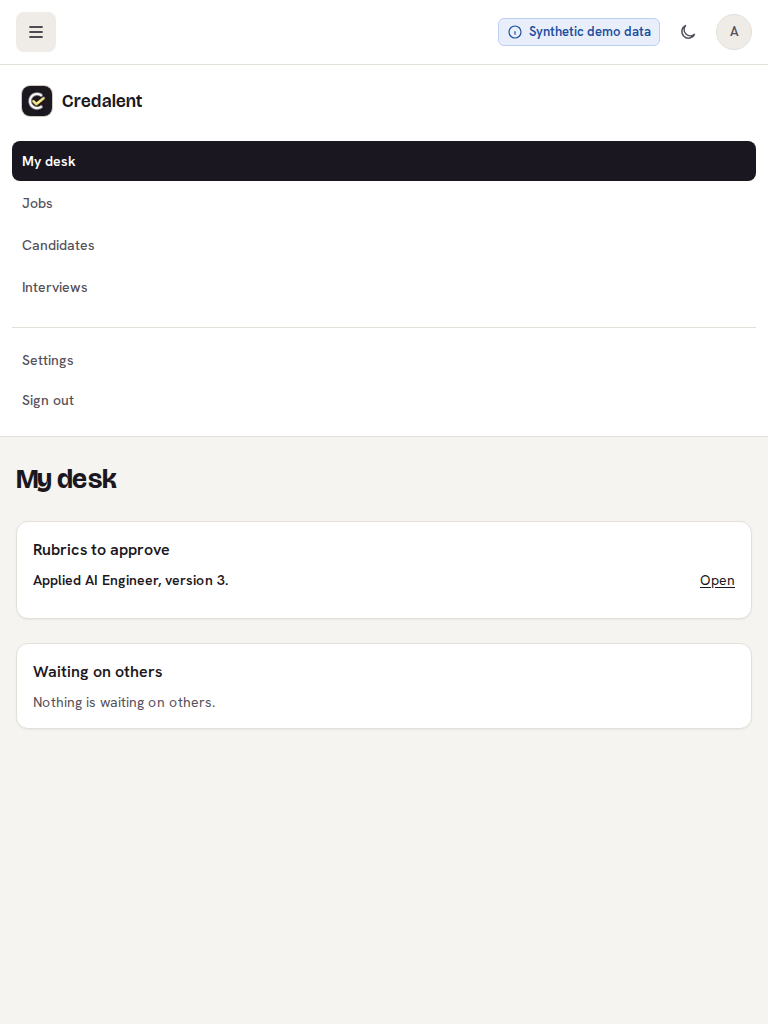 Synthetic demo data
A
Credalent
My desk
Jobs
Candidates
Interviews
Settings
Sign out
My desk
Rubrics to approve
Applied AI Engineer, version 3. Open
Waiting on others
Nothing is waiting on others.